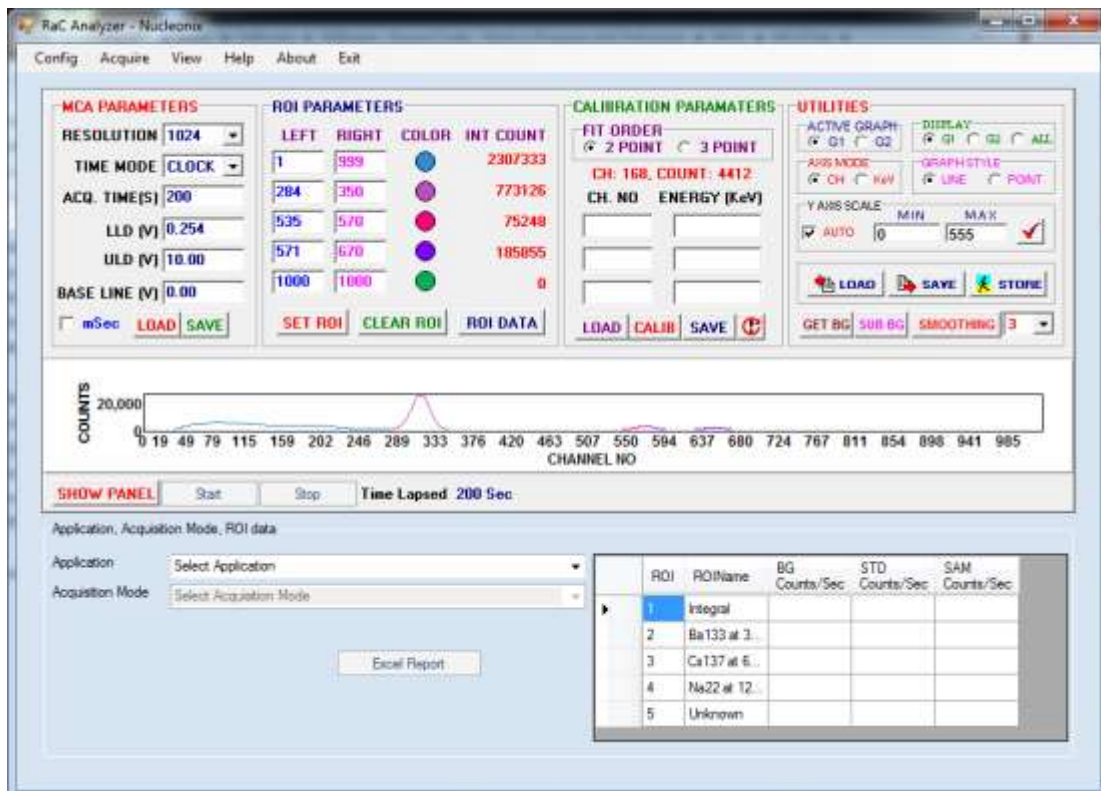 RaC Analyzer - Nucleonix
Config Acquire View Help About Exit
MCA PARAMETERS
RESOLUTION 1024
TIME MODE CLOCK
ACQ. TIME(S) 200
LLD (V) 0.254
ULD (V) 10.00
BASE LINE (V) 0.00
mSec LOAD SAVE
ROI PARAMETERS
LEFT RIGHT COLOR INT COUNT
1 999 2307333
284 350 773126
535 570 75248
571 670 185855
1000 1000 0
SET ROI CLEAR ROI ROI DATA
CALIBRATION PARAMATERS
FIT ORDER
2 POINT 3 POINT
CH: 168, COUNT: 4412
CH. NO ENERGY (KeV)
LOAD CALIB SAVE
UTILITIES
ACTIVE GRAPH DISPLAY
G1 G2 G1 G2 ALL
AXIS MODE GRAPH STYLE
CH KeV LINE POINT
Y AXIS SCALE MIN MAX
AUTO 0 555
LOAD SAVE STORE
GET BG SUB BG SMOOTHING 3
COUNTS
20,000
0
0 19 49 79 115 159 202 246 289 333 376 420 463 507 550 594 637 680 724 767 811 854 898 941 985
CHANNEL NO
SHOW PANEL Start Stop Time Lapsed 200 Sec
Application, Acquisition Mode, ROI data
Application Select Application
Acquisition Mode Select Acquisition Mode
Excel Report
ROI ROIName BG Counts/Sec STD Counts/Sec SAM Counts/Sec
1 Integral
2 Ba133 at 3...
3 Ca137 at 6...
4 Na22 at 12...
5 Unknown